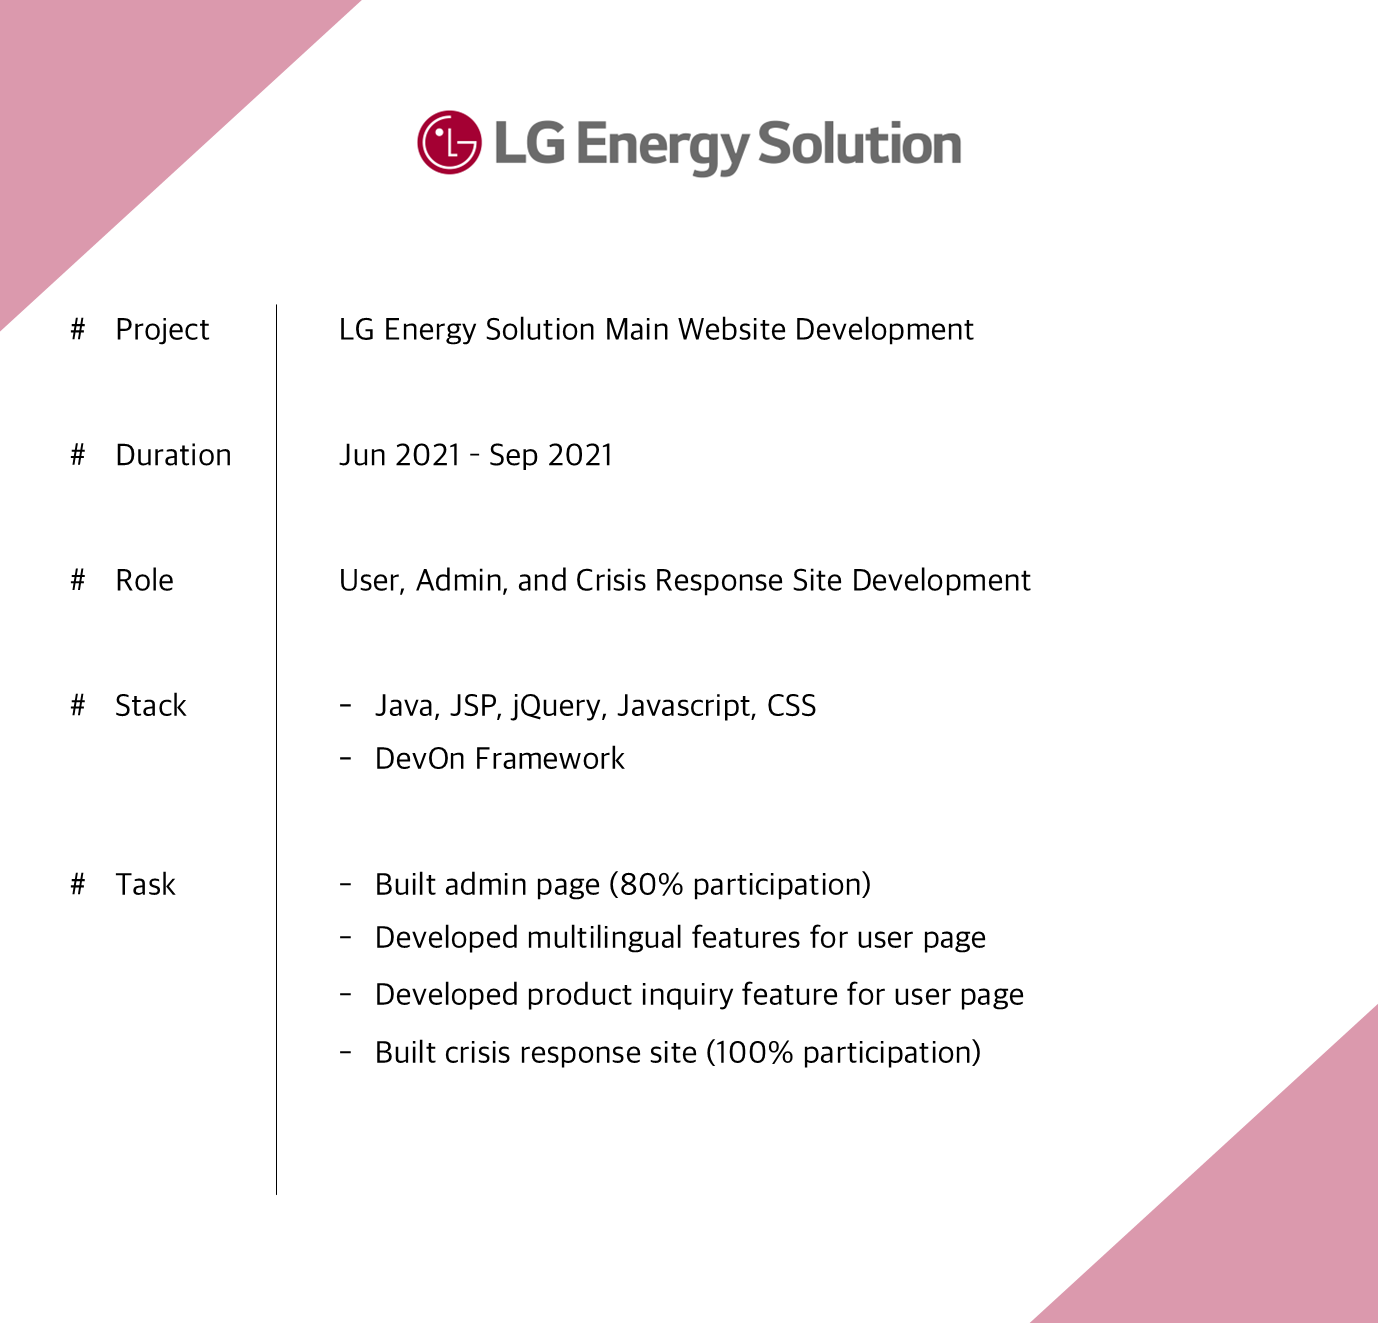 LG Energy Solution
# Project LG Energy Solution Main Website Development
# Duration Jun 2021 - Sep 2021
# Role User, Admin, and Crisis Response Site Development
# Stack - Java, JSP, jQuery, Javascript, CSS
- DevOn Framework
# Task - Built admin page (80% participation)
- Developed multilingual features for user page
- Developed product inquiry feature for user page
- Built crisis response site (100% participation)